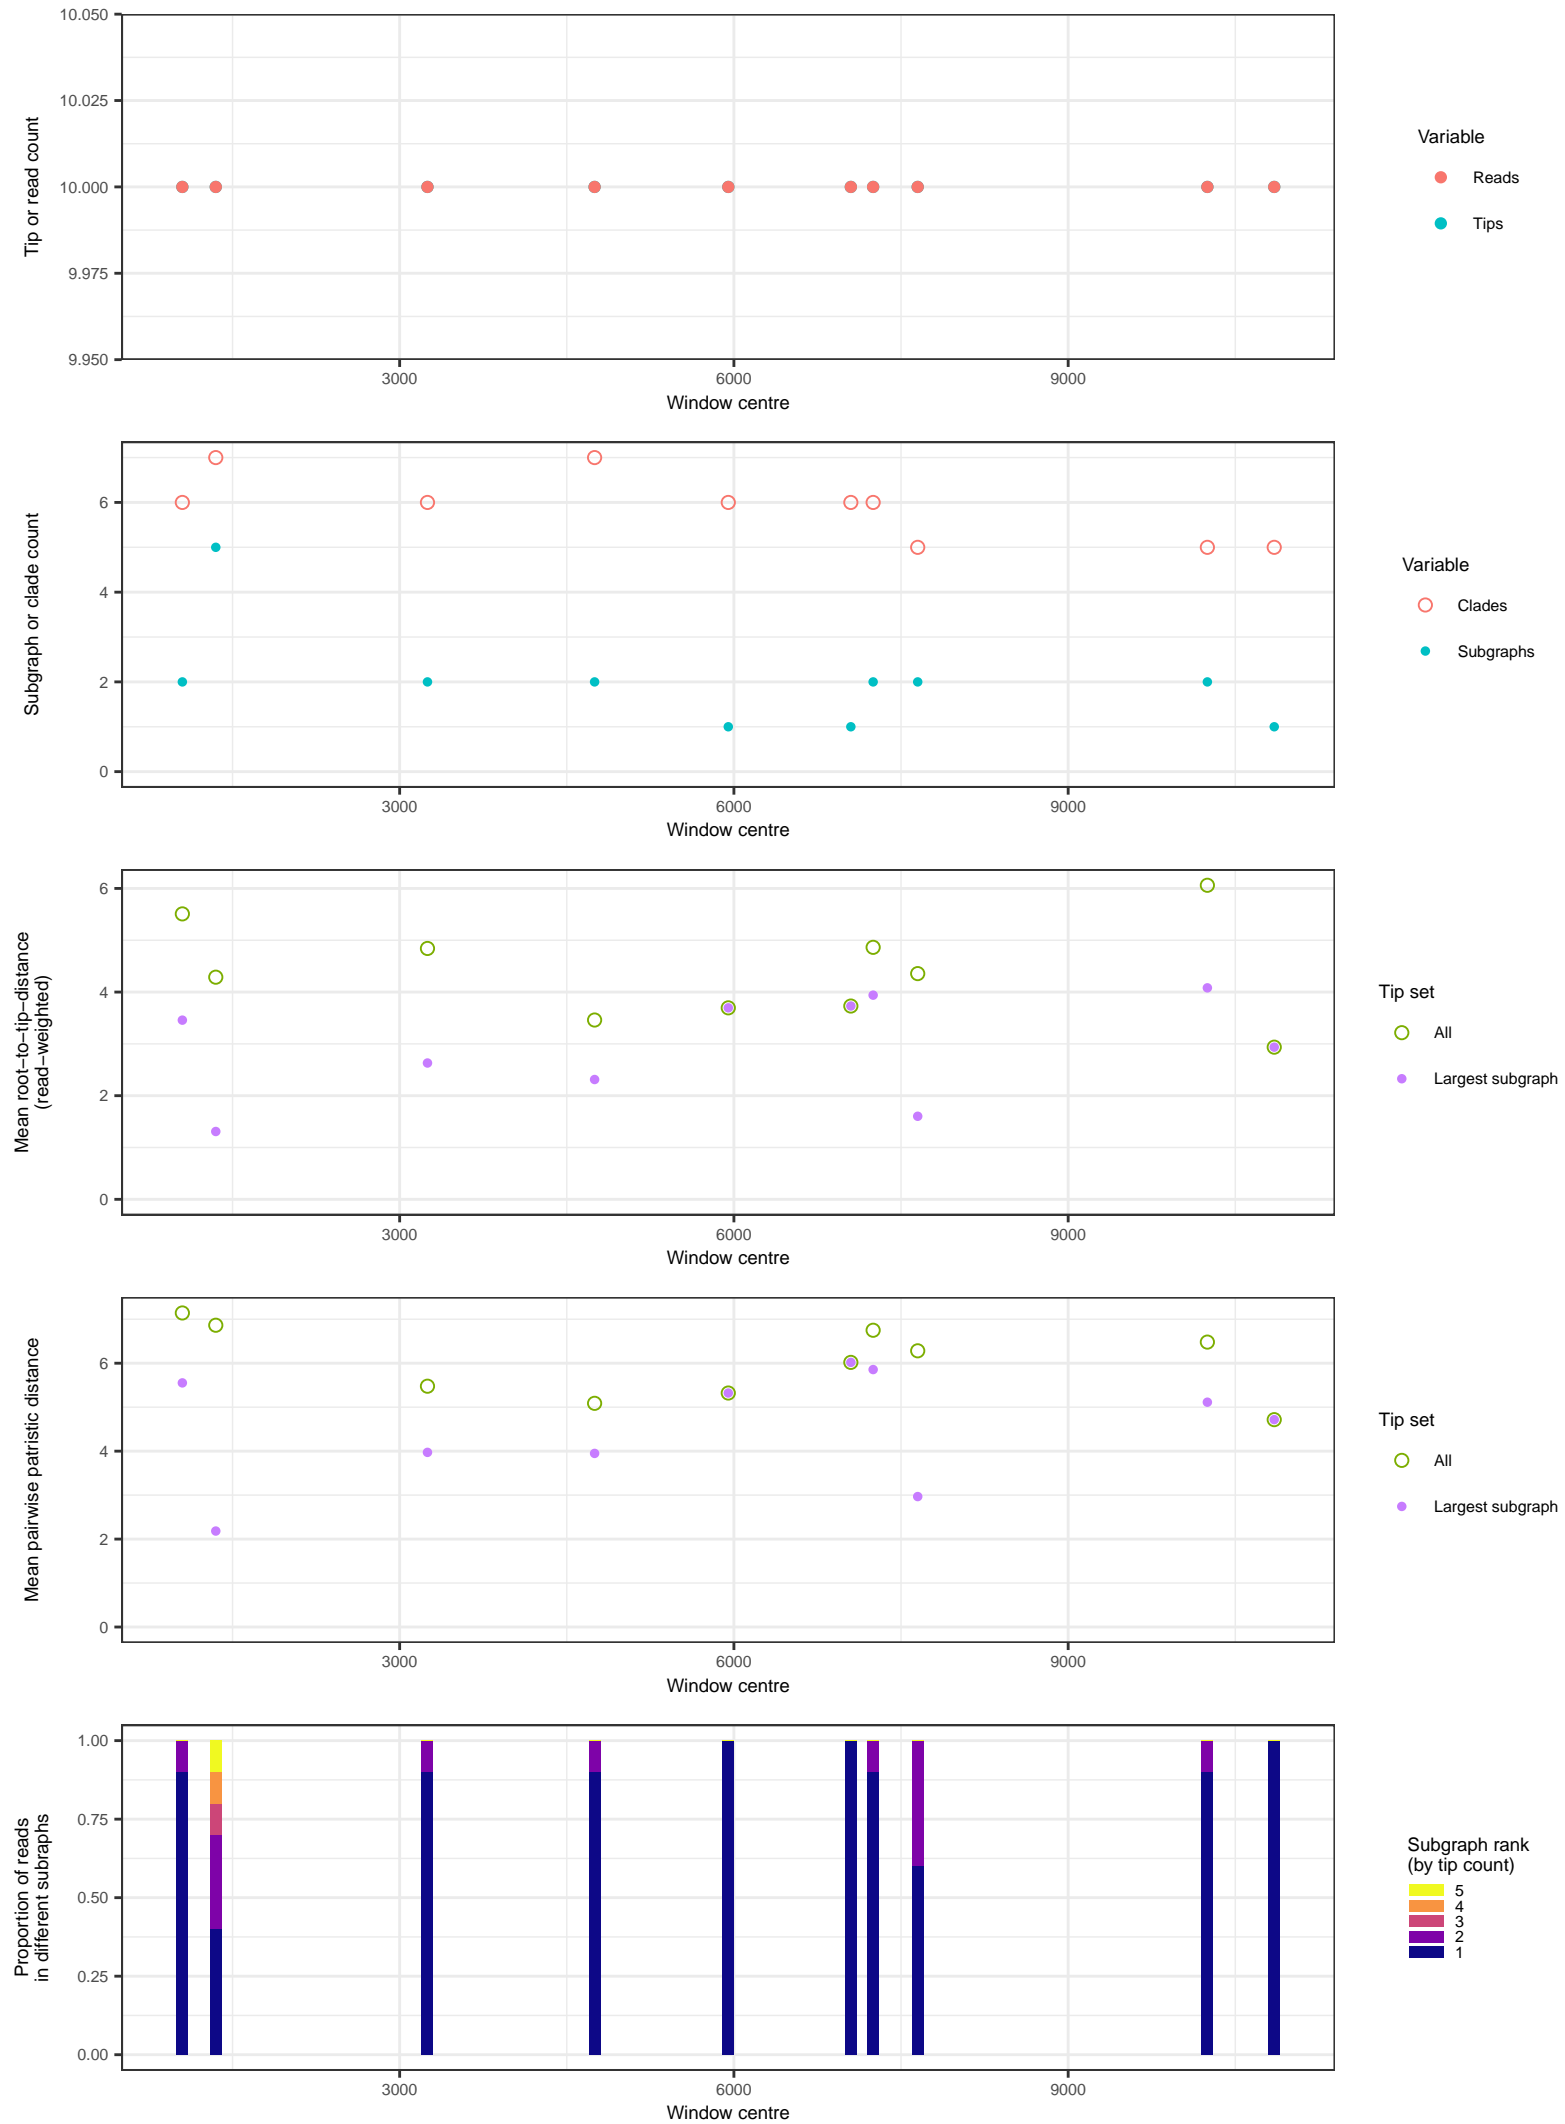 10.050
10.025
10.000
9.975
9.950
Tip or read count
3000 6000 9000
Window centre
Variable
Reads
Tips
6
4
2
0
Subgraph or clade count
3000 6000 9000
Window centre
Variable
Clades
Subgraphs
6
4
2
0
Mean root−to−tip−distance
(read−weighted)
3000 6000 9000
Window centre
Tip set
All
Largest subgraph
6
4
2
0
Mean pairwise patristic distance
3000 6000 9000
Window centre
Tip set
All
Largest subgraph
1.00
0.75
0.50
0.25
0.00
Proportion of reads
in different subraphs
3000 6000 9000
Window centre
Subgraph rank
(by tip count)
5
4
3
2
1